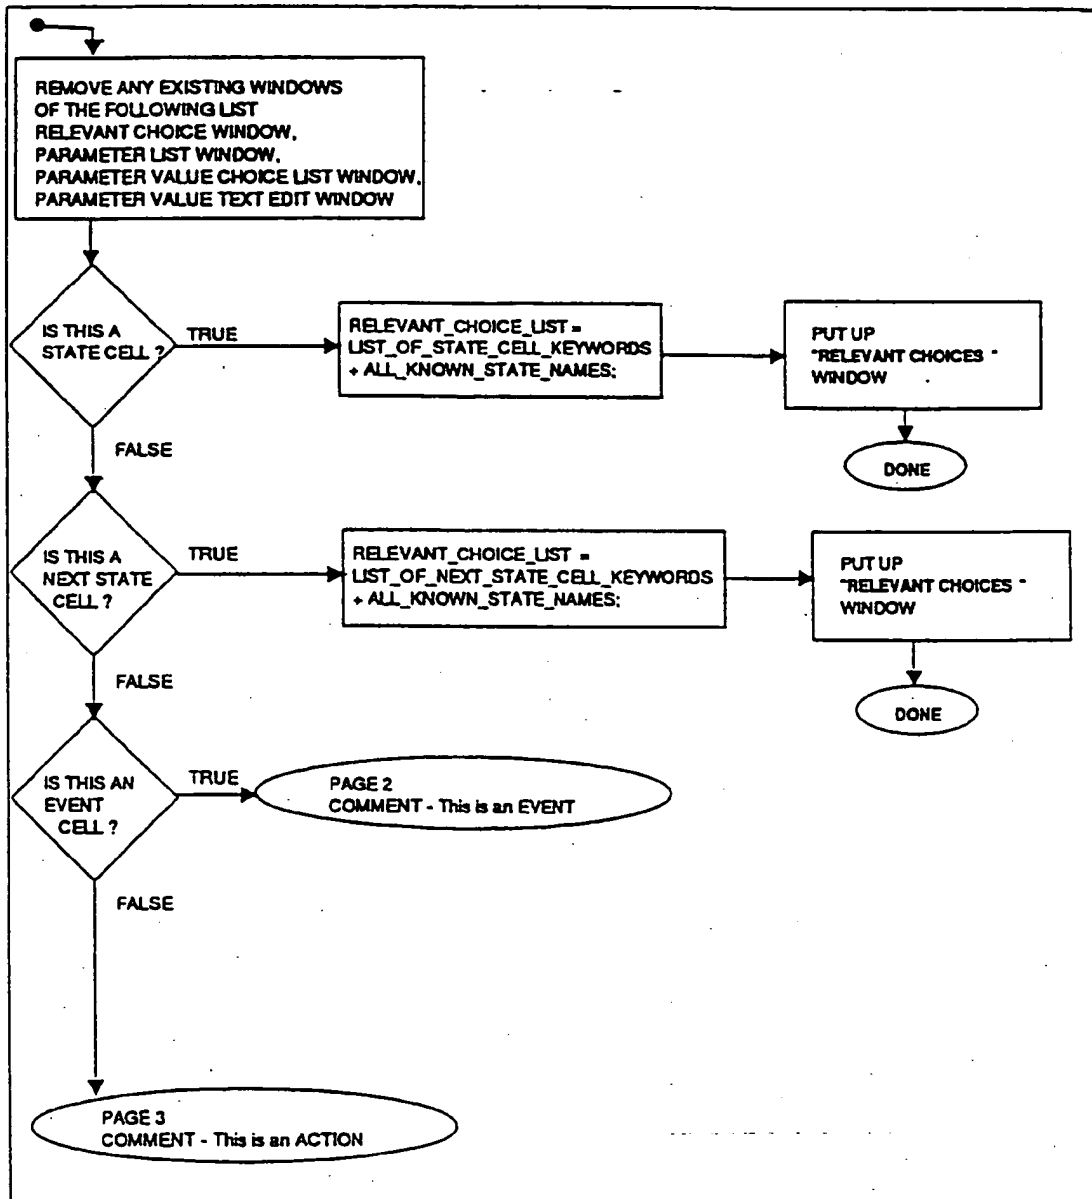 REMOVE ANY EXISTING WINDOWS
OF THE FOLLOWING LIST
RELEVANT CHOICE WINDOW,
PARAMETER LIST WINDOW,
PARAMETER VALUE CHOICE LIST WINDOW,
PARAMETER VALUE TEXT EDIT WINDOW
IS THIS A
STATE CELL ?
TRUE
RELEVANT_CHOICE_LIST =
LIST_OF_STATE_CELL_KEYWORDS
+ ALL_KNOWN_STATE_NAMES;
PUT UP
"RELEVANT CHOICES "
WINDOW
DONE
FALSE
IS THIS A
NEXT STATE
CELL ?
TRUE
RELEVANT_CHOICE_LIST =
LIST_OF_NEXT_STATE_CELL_KEYWORDS
+ ALL_KNOWN_STATE_NAMES;
PUT UP
"RELEVANT CHOICES "
WINDOW
DONE
FALSE
IS THIS AN
EVENT
CELL ?
TRUE
PAGE 2
COMMENT - This is an EVENT
FALSE
PAGE 3
COMMENT - This is an ACTION